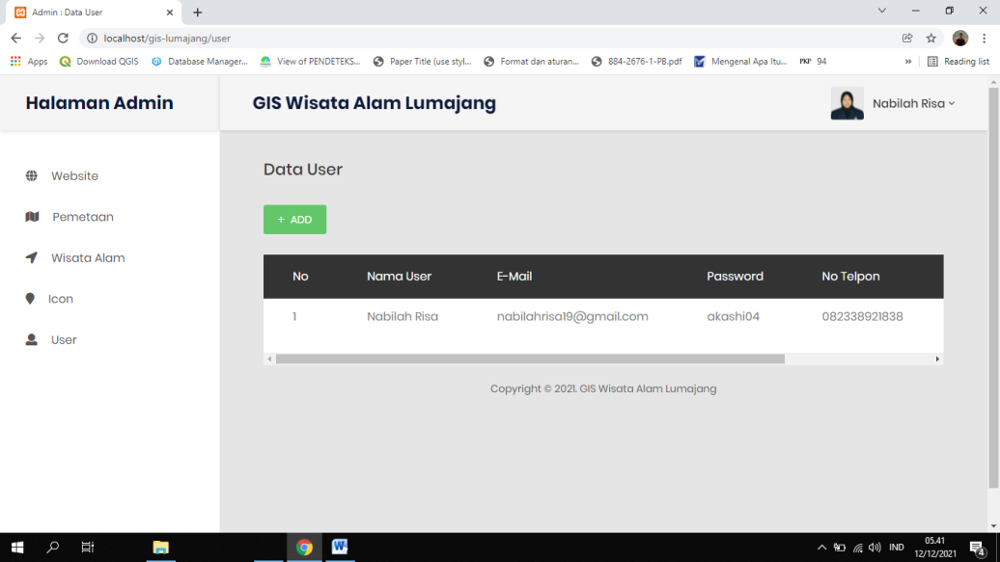 Admin : Data User
localhost/gis-lumajang/user
Apps Download QGIS Database Manager... View of PENDETEKS... Paper Title (use styl... Format dan aturan... 884-2676-1-PB.pdf Mengenal Apa Itu... PKP 94 » Reading list
Halaman Admin
GIS Wisata Alam Lumajang
Nabilah Risa
Website
Pemetaan
Wisata Alam
Icon
User
Data User
+ ADD
No Nama User E-Mail Password No Telpon
1 Nabilah Risa nabilahrisa19@gmail.com akashi04 082338921838
Copyright © 2021. GIS Wisata Alam Lumajang
IND
05.41
12/12/2021
4